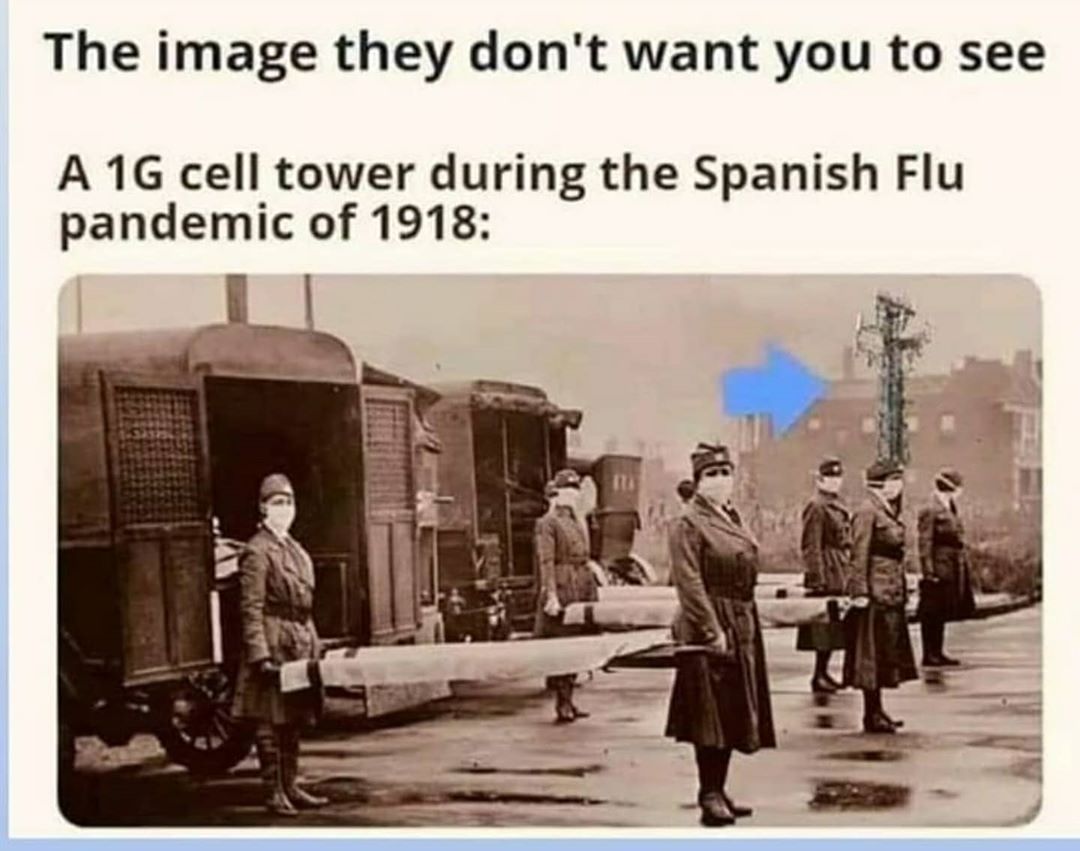 The image they don't want you to see
A 1G cell tower during the Spanish Flu
pandemic of 1918: